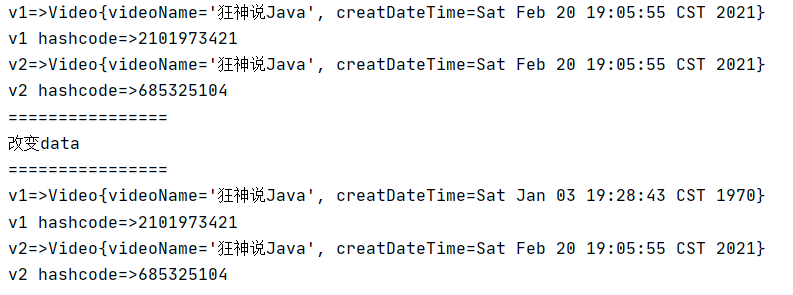 v1=>Video{videoName='狂神说Java', creatDateTime=Sat Feb 20 19:05:55 CST 2021}
v1 hashcode=>2101973421
v2=>Video{videoName='狂神说Java', creatDateTime=Sat Feb 20 19:05:55 CST 2021}
v2 hashcode=>685325104
================
改变data
================
v1=>Video{videoName='狂神说Java', creatDateTime=Sat Jan 03 19:28:43 CST 1970}
v1 hashcode=>2101973421
v2=>Video{videoName='狂神说Java', creatDateTime=Sat Feb 20 19:05:55 CST 2021}
v2 hashcode=>685325104